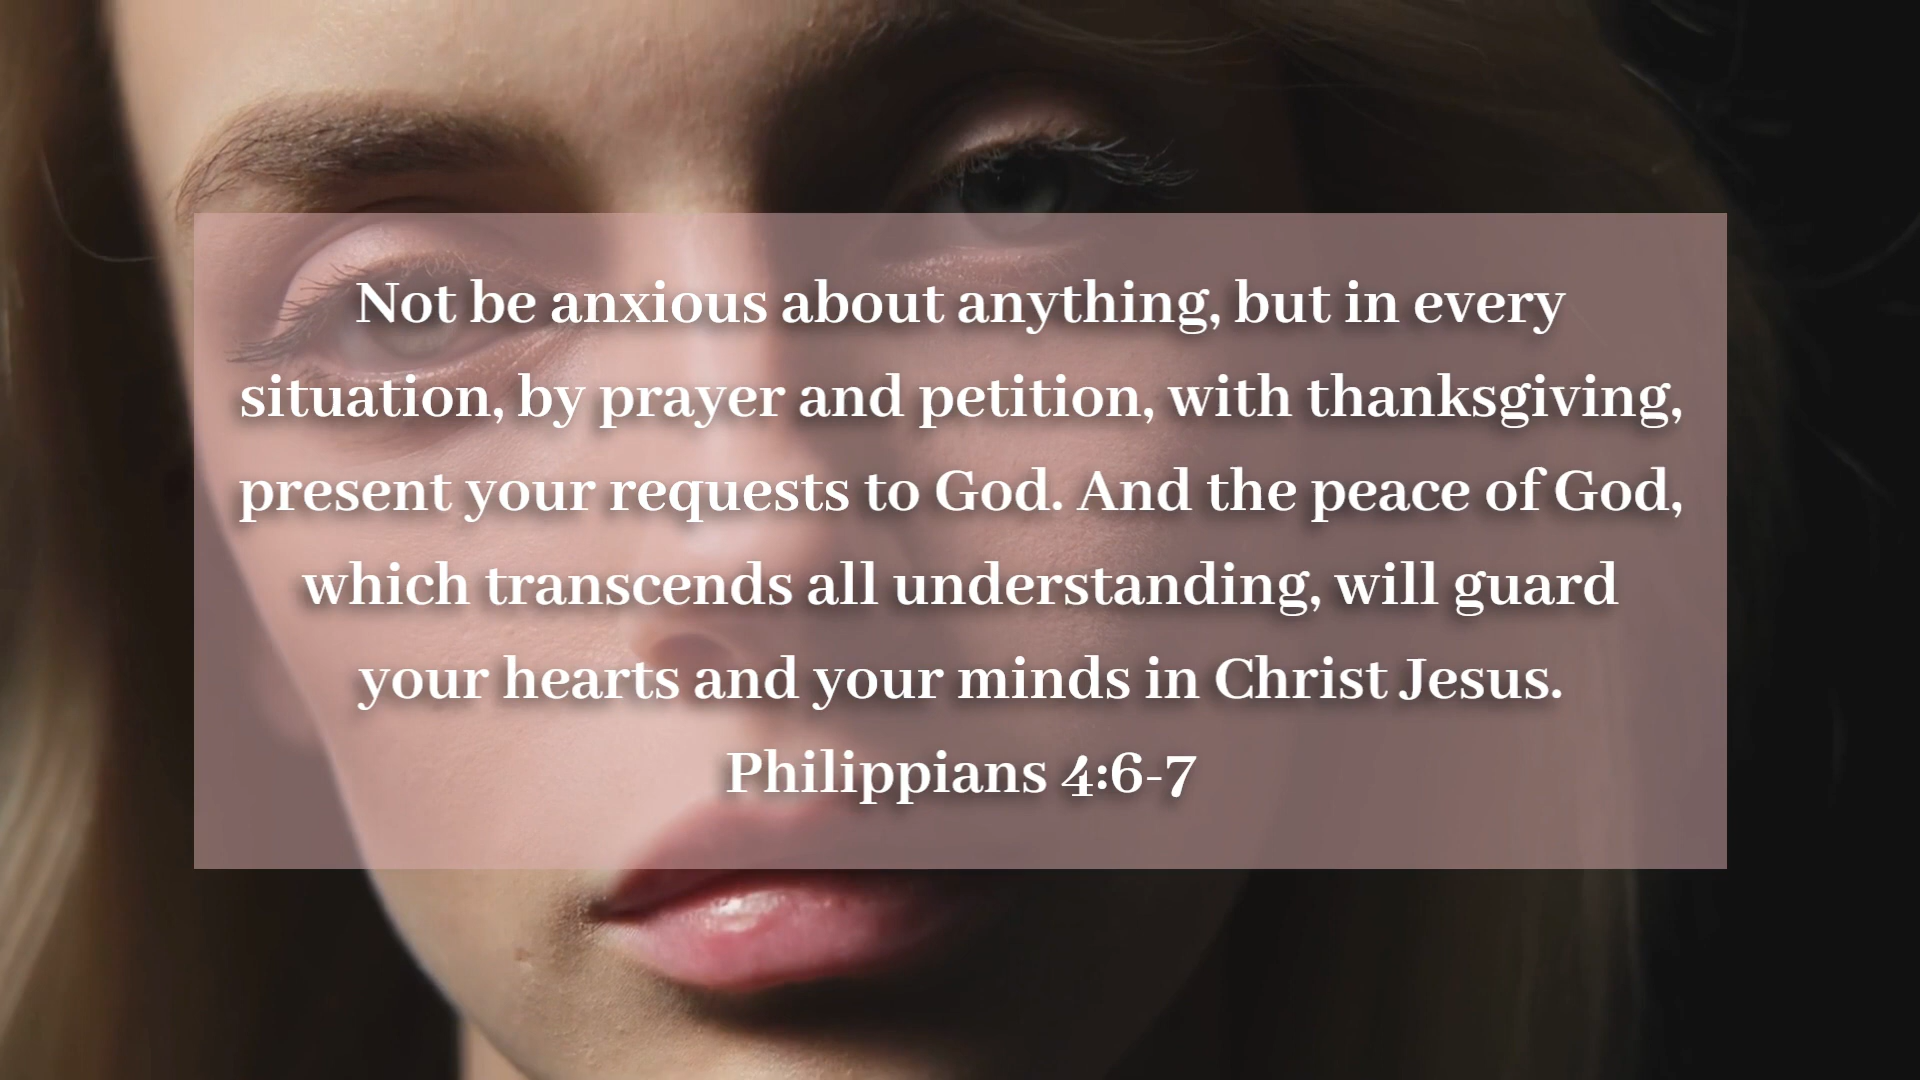 Not be anxious about anything, but in every
situation, by prayer and petition, with thanksgiving,
present your requests to God. And the peace of God,
which transcends all understanding, will guard
your hearts and your minds in Christ Jesus.
Philippians 4:6-7